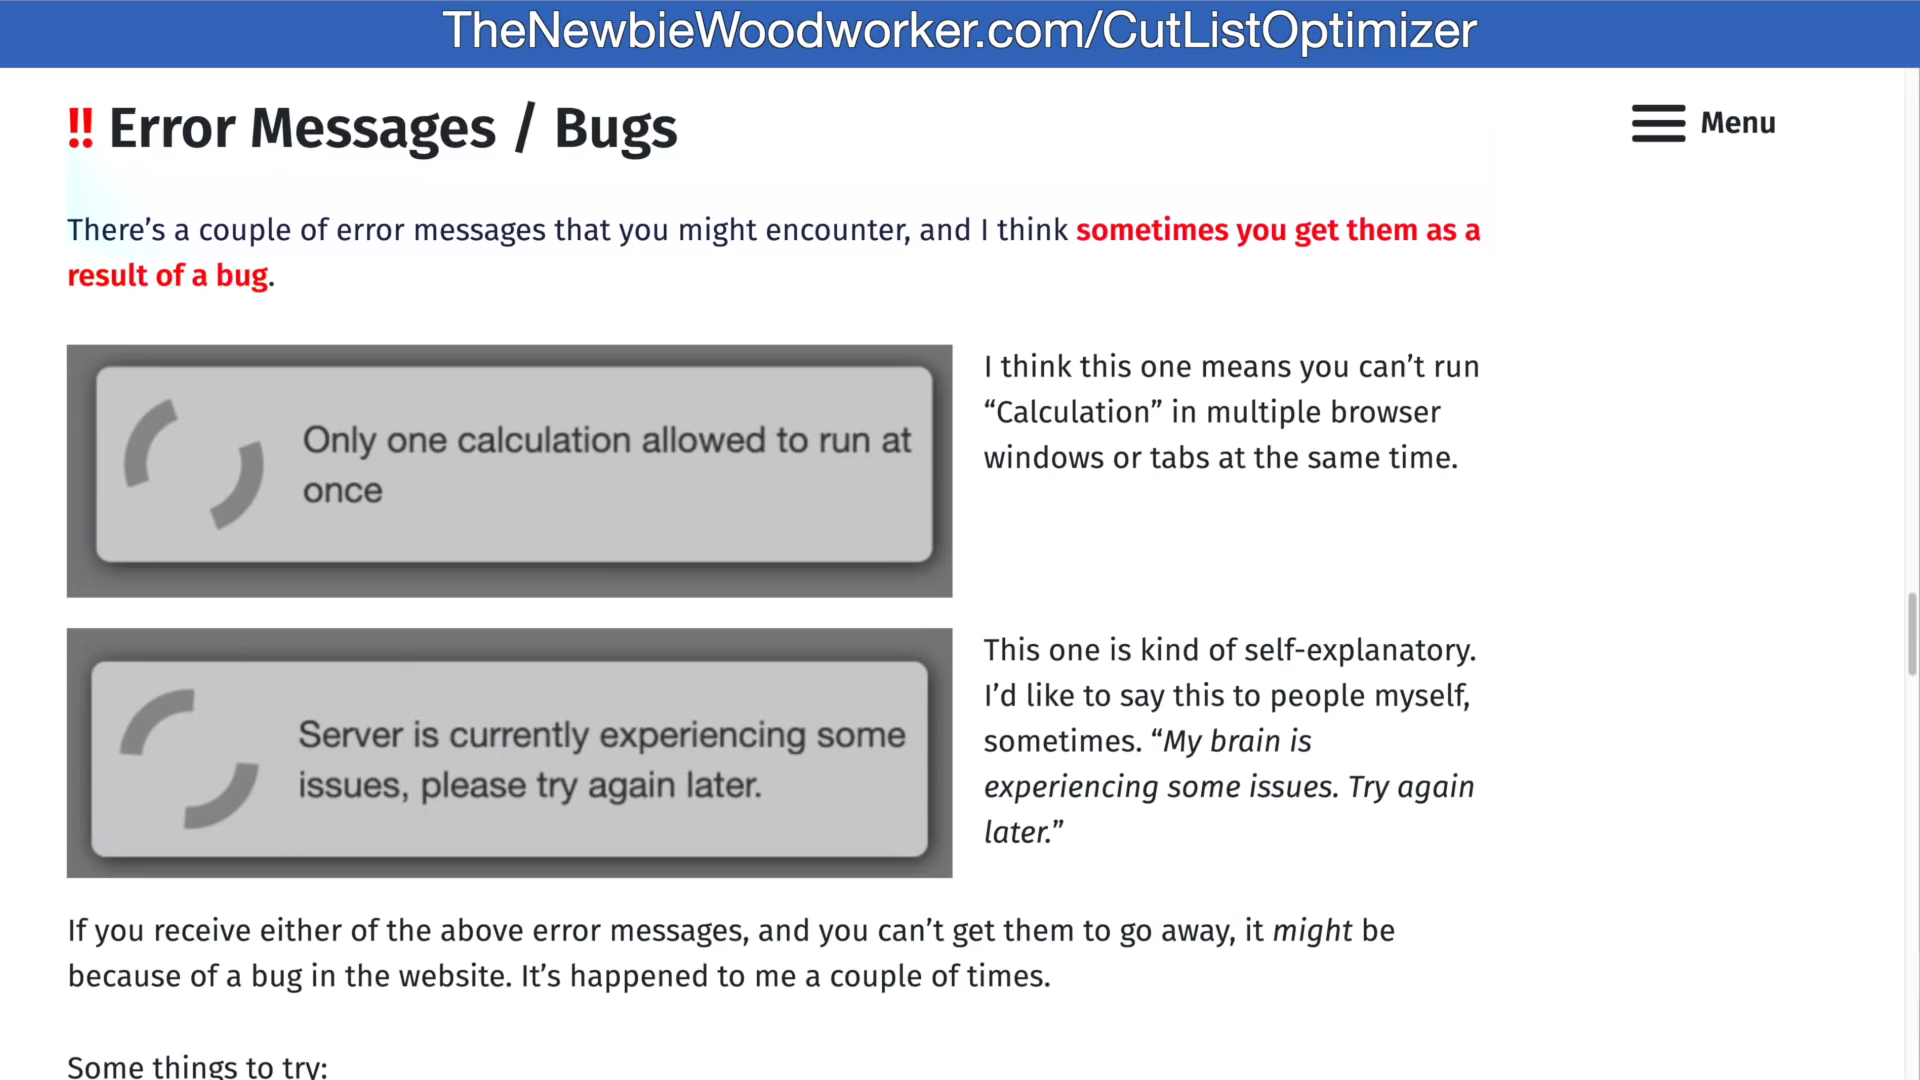 TheNewbieWoodworker.com/CutListOptimizer
‼ Error Messages / Bugs
Menu
There’s a couple of error messages that you might encounter, and I think sometimes you get them as a
result of a bug.
Only one calculation allowed to run at
once
I think this one means you can’t run
“Calculation” in multiple browser
windows or tabs at the same time.
Server is currently experiencing some
issues, please try again later.
This one is kind of self-explanatory.
I’d like to say this to people myself,
sometimes. “My brain is
experiencing some issues. Try again
later.”
If you receive either of the above error messages, and you can’t get them to go away, it might be
because of a bug in the website. It’s happened to me a couple of times.
Some things to try: